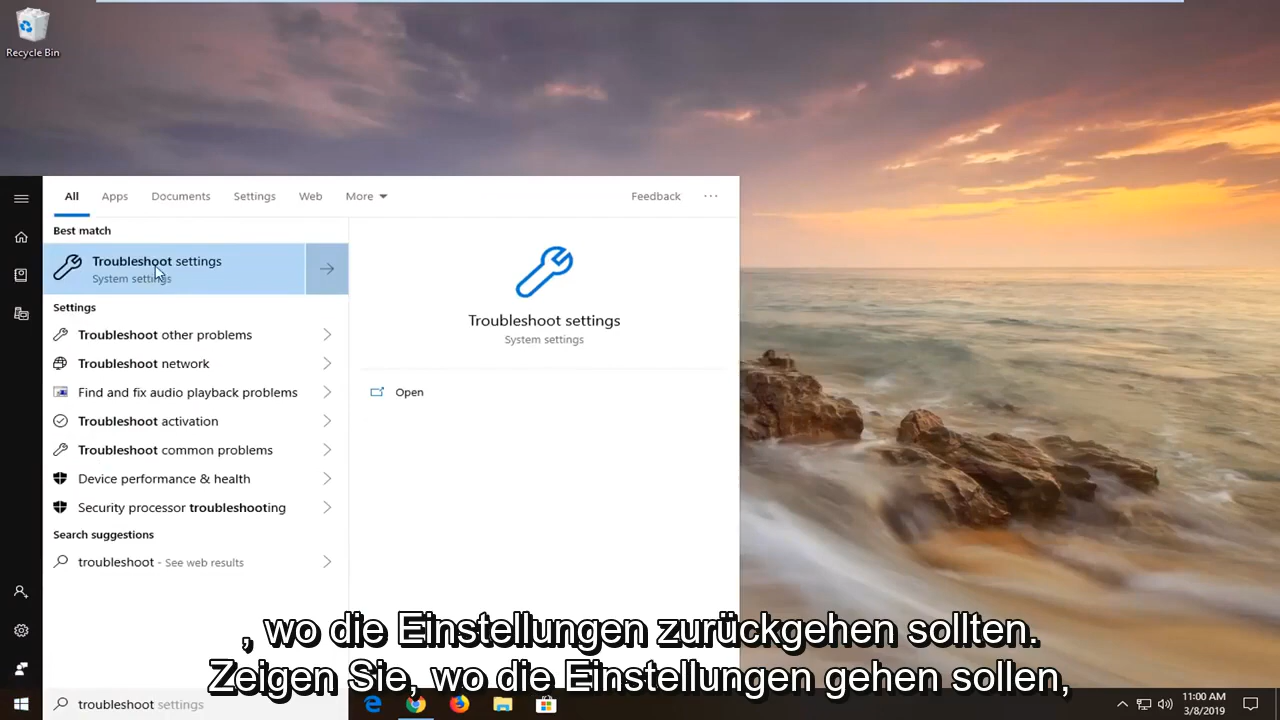 Recycle Bin
All
Apps
Documents
Settings
Web
More
Feedback
...
Best match
Troubleshoot settings
System settings
Settings
Troubleshoot other problems
Troubleshoot network
Find and fix audio playback problems
Troubleshoot activation
Troubleshoot common problems
Device performance & health
Security processor troubleshooting
Search suggestions
troubleshoot - See web results
Troubleshoot settings
System settings
Open
, wo die Einstellungen zurückgehen sollten.
Zeigen Sie, wo die Einstellungen gehen sollen,
troubleshoot settings
11:00 AM
3/8/2019